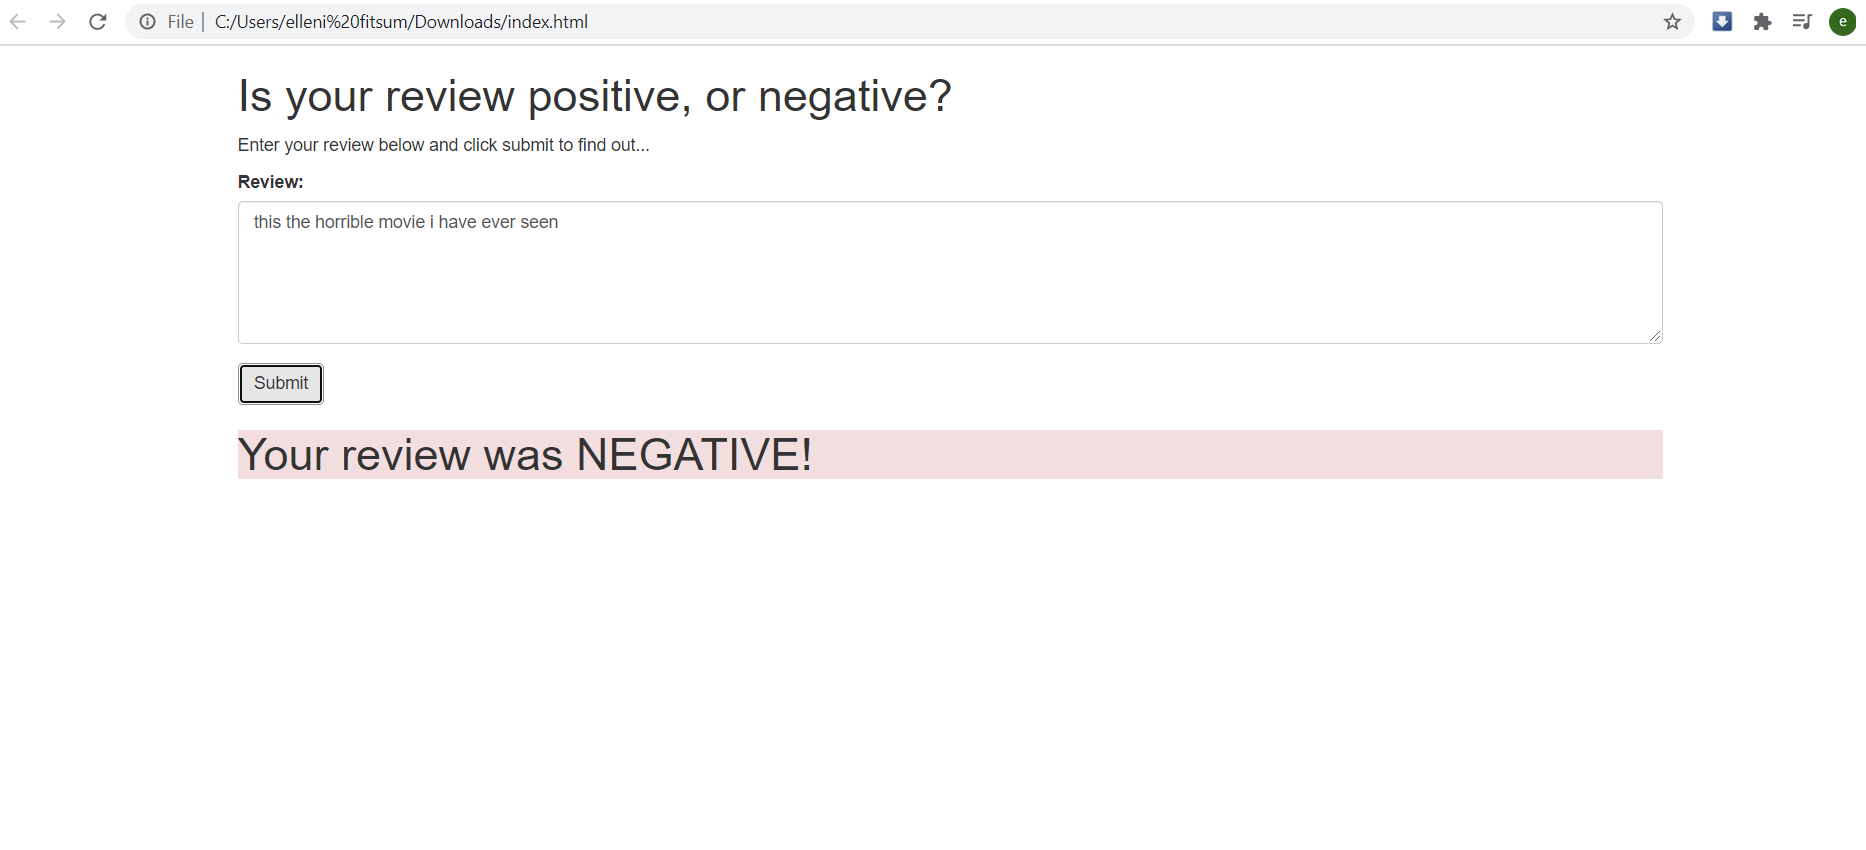 File | C:/Users/elleni%20fitsum/Downloads/index.html
e
Is your review positive, or negative?
Enter your review below and click submit to find out...
Review:
this the horrible movie i have ever seen
Submit
Your review was NEGATIVE!